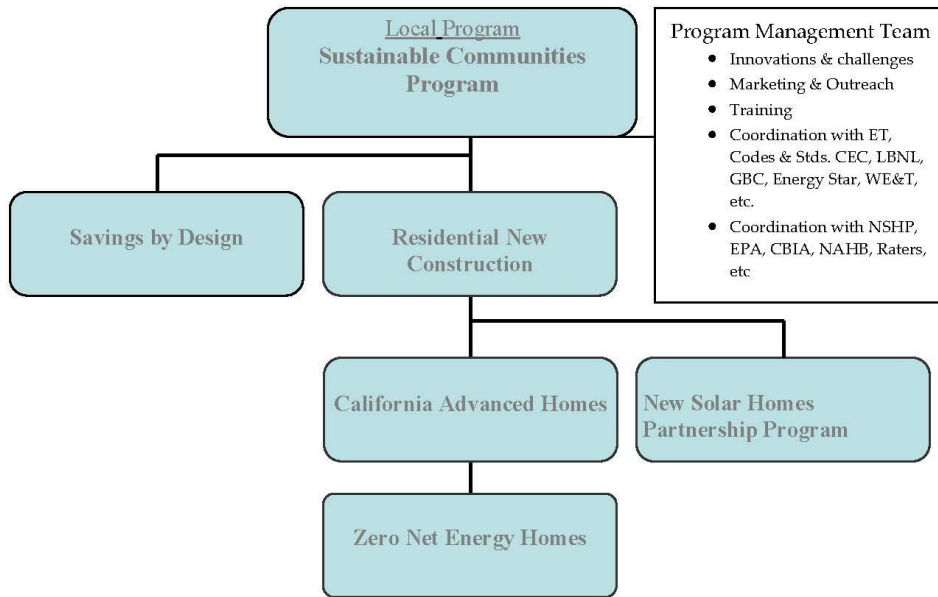 Local Program
Sustainable Communities
Program
Program Management Team
• Innovations & challenges
• Marketing & Outreach
• Training
• Coordination with ET,
Codes & Stds. CEC, LBNL,
GBC, Energy Star, WE&T,
etc.
• Coordination with NSHP,
EPA, CBIA, NAHB, Raters,
etc
Savings by Design
Residential New
Construction
California Advanced Homes
New Solar Homes
Partnership Program
Zero Net Energy Homes